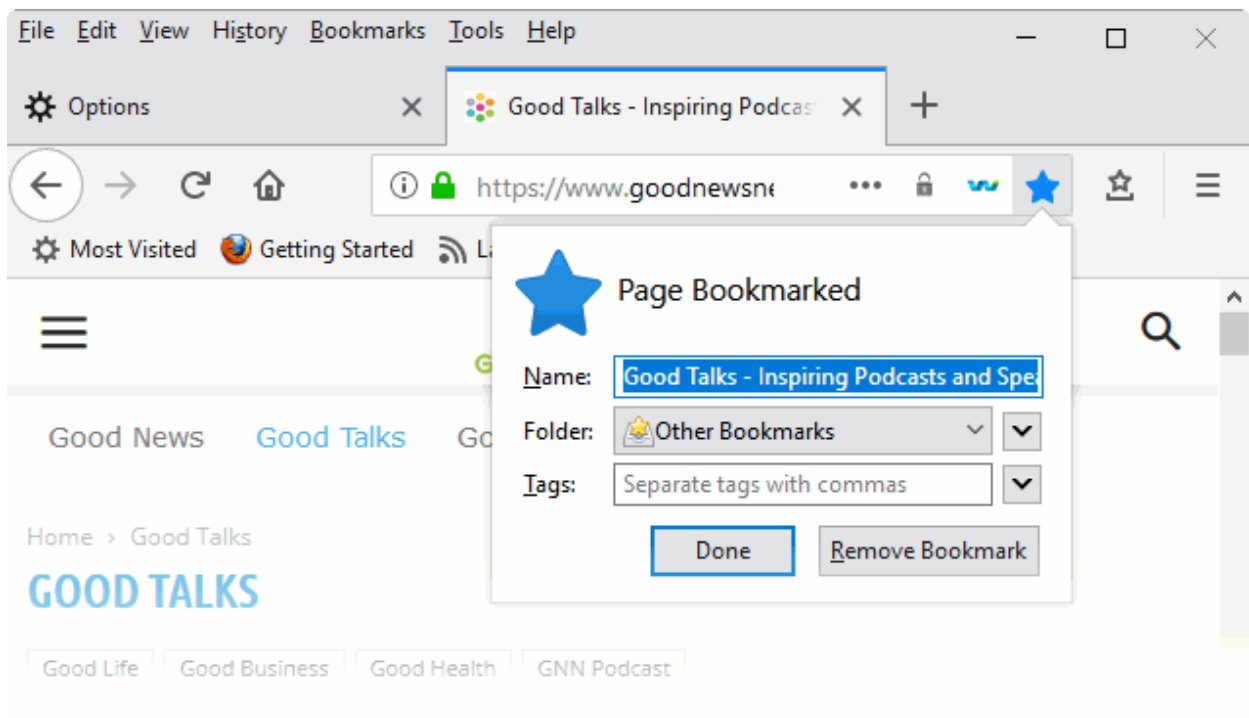 File Edit View History Bookmarks Tools Help
Options Good Talks - Inspiring Podcas
https://www.goodnewsne
Most Visited Getting Started
Page Bookmarked
Name: Good Talks - Inspiring Podcasts and Spea
Folder: Other Bookmarks
Tags: Separate tags with commas
Done Remove Bookmark
Good News Good Talks Go
Home › Good Talks
GOOD TALKS
Good Life Good Business Good Health GNN Podcast